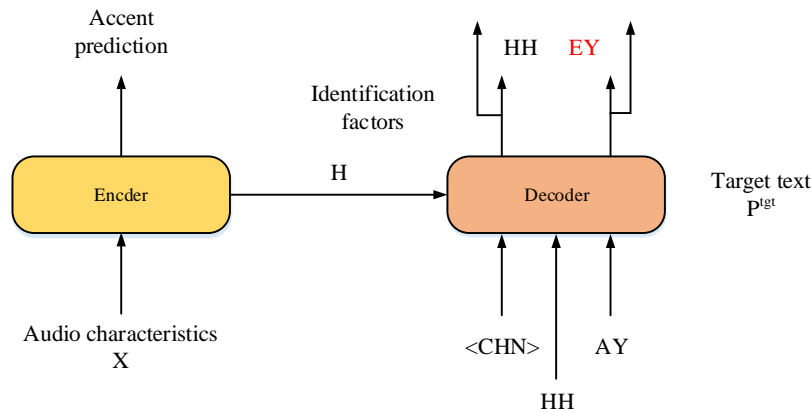 Accent
prediction
HH EY
Identification
factors
H
Encder
Decoder
Target text
P^tgt
Audio characteristics
X
<CHN> AY
HH